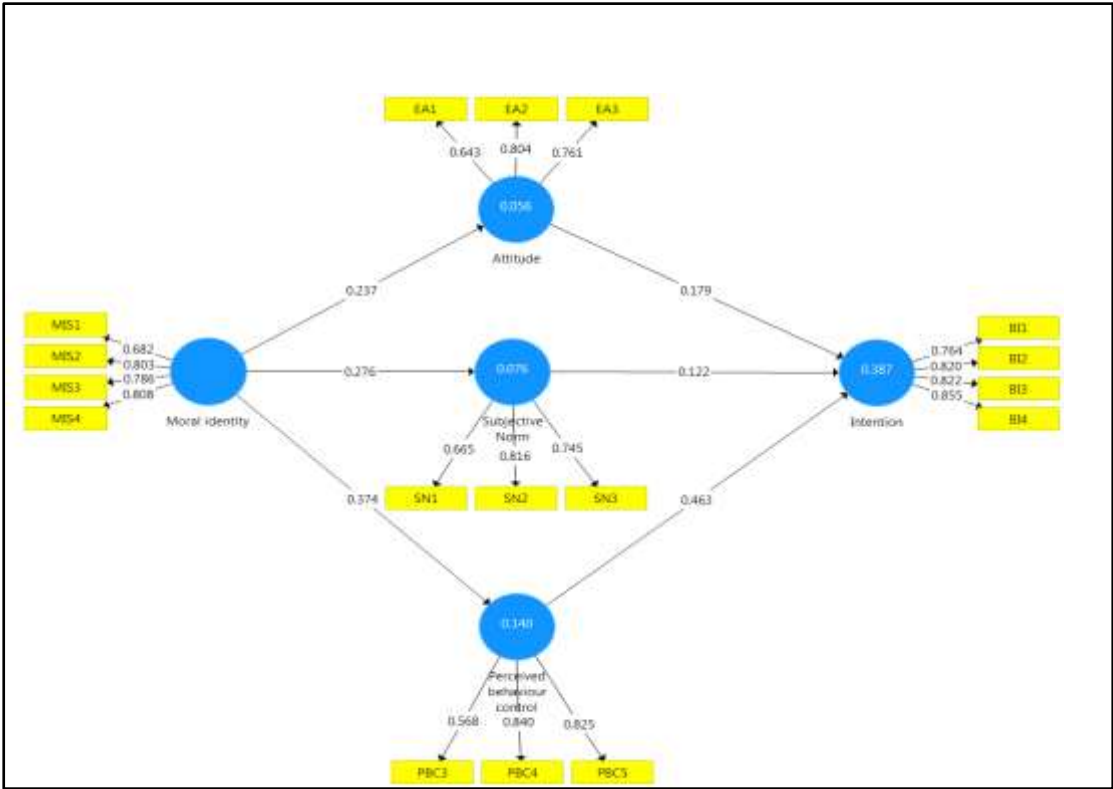 EA1 EA2 EA3
0.643 0.804 0.761
0.056
Attitude
0.237 0.179
MIS1
MIS2
MIS3
MIS4
0.682
0.803
0.786
0.808
Moral identity
0.276
0.076
Subjective
Norm
0.122
0.387
Intention
0.764
0.820
0.822
0.855
BI1
BI2
BI3
BI4
0.665 0.816 0.745
SN1 SN2 SN3
0.374 0.463
0.140
Perceived
behaviour
control
0.568 0.840 0.825
PBC3 PBC4 PBC5